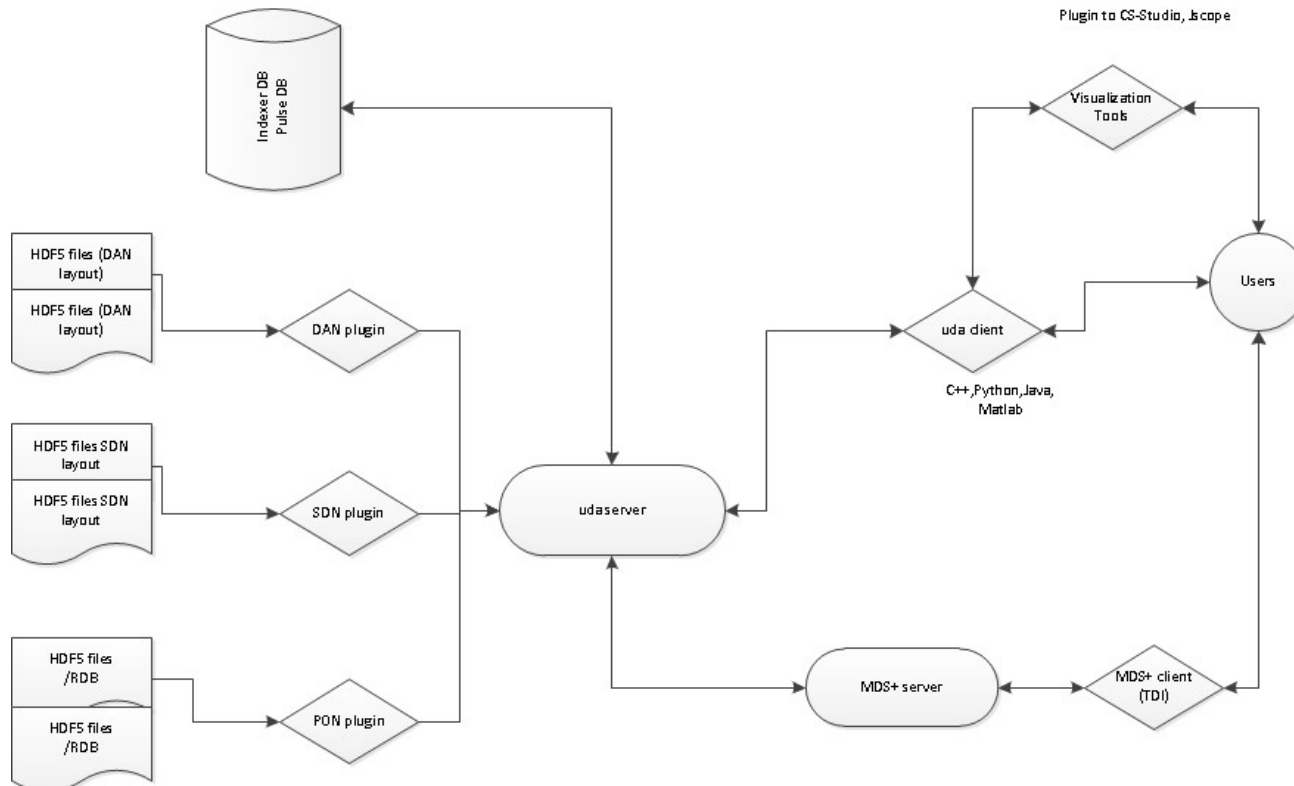 Plugin to CS-Studio, Jscope
Indexer DB
Pulse DB
Visualization
Tools
HDF5 files (DAN
layout)
HDF5 files (DAN
layout)
DAN plugin
Users
uda client
C++,Python,Java,
Matlab
HDF5 files SDN
layout
HDF5 files SDN
layout
SDN plugin
udaserver
HDF5 files
/RDB
HDF5 files
/RDB
PON plugin
MDS+ server
MDS+ client
(TDI)